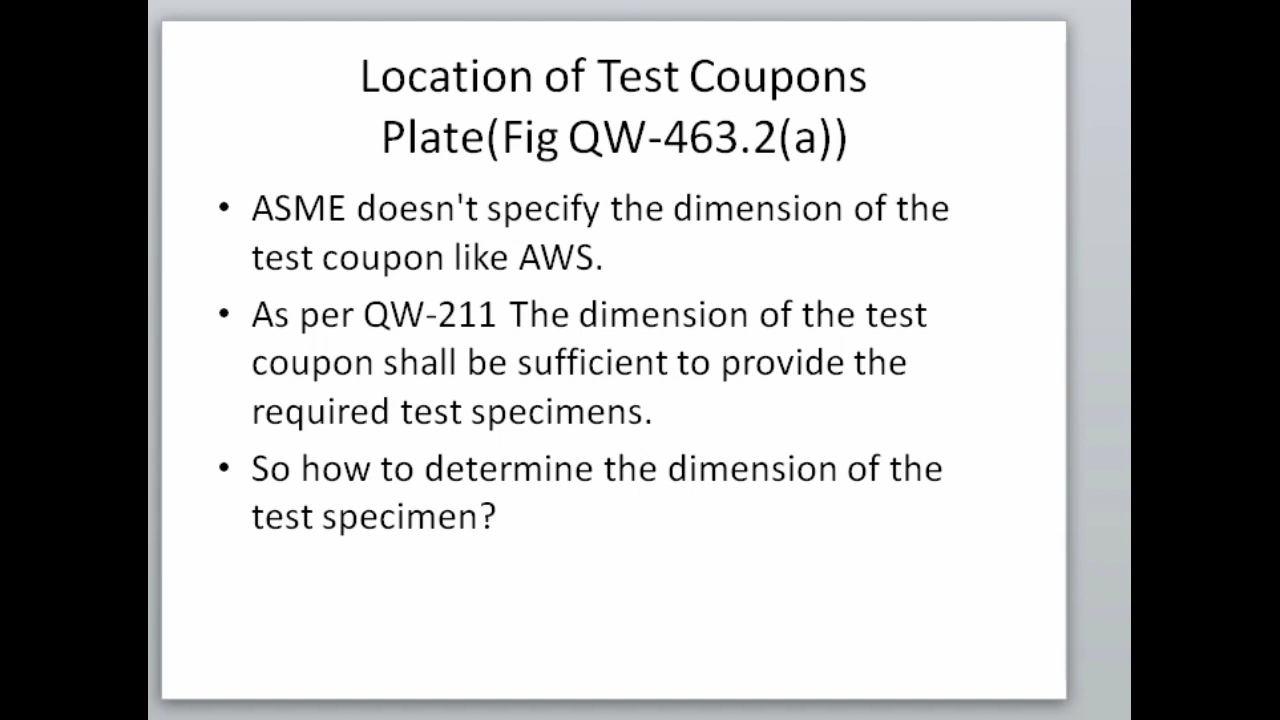 Location of Test Coupons
Plate(Fig QW-463.2(a))
• ASME doesn't specify the dimension of the
test coupon like AWS.
• As per QW-211 The dimension of the test
coupon shall be sufficient to provide the
required test specimens.
• So how to determine the dimension of the
test specimen?